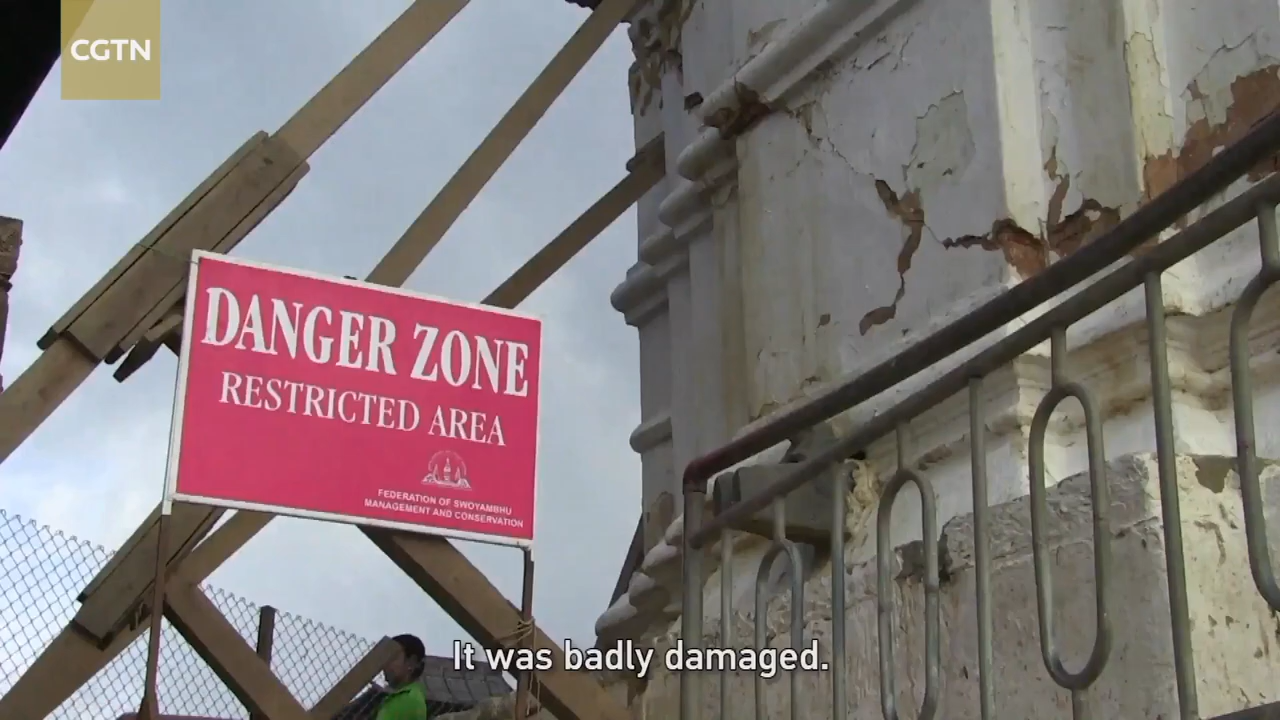 CGTN
DANGER ZONE
RESTRICTED AREA
FEDERATION OF SWOYAMBHU
MANAGEMENT AND CONSERVATION
It was badly damaged.